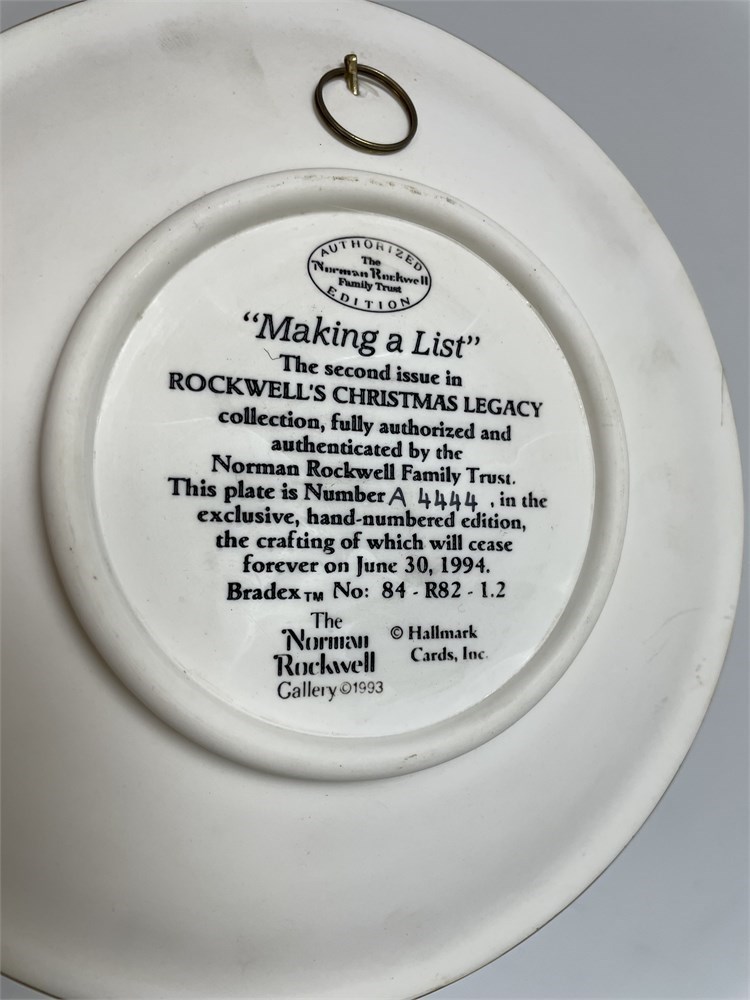 AUTHORIZED
The
Norman Rockwell
Family Trust
EDITION
“Making a List”
The second issue in
ROCKWELL'S CHRISTMAS LEGACY
collection, fully authorized and
authenticated by the
Norman Rockwell Family Trust.
This plate is Number A 4444 , in the
exclusive, hand-numbered edition,
the crafting of which will cease
forever on June 30, 1994.
Bradex™ No: 84 - R82 - 1.2
The
Norman
Rockwell
Gallery ©1993
© Hallmark
Cards, Inc.